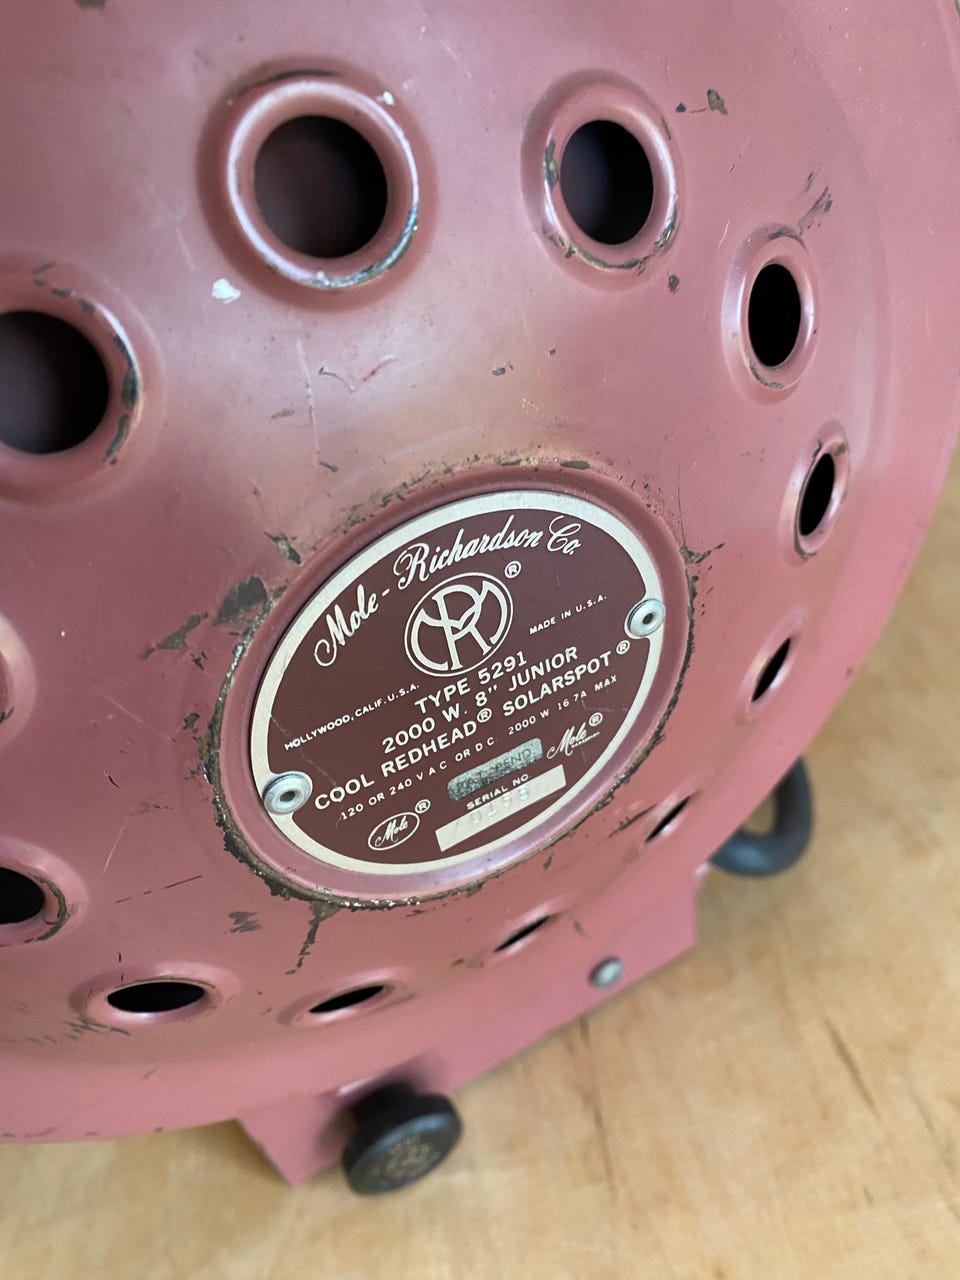 Mole-Richardson Co.
MR ®
HOLLYWOOD, CALIF. U.S.A. MADE IN U.S.A.
TYPE 5291
2000 W. 8" JUNIOR
COOL REDHEAD® SOLARSPOT®
120 OR 240 V A C OR D C 2000 W 16 7A MAX
Mole®
SERIAL NO
Mole®